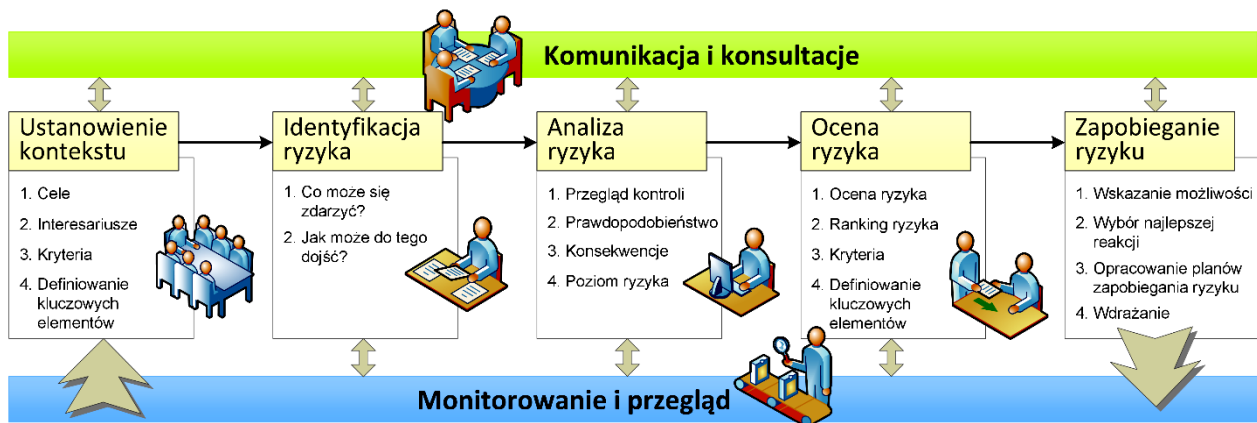 Komunikacja i konsultacje
Ustanowienie
kontekstu
1. Cele
2. Interesariusze
3. Kryteria
4. Definiowanie
kluczowych
elementów
Identyfikacja
ryzyka
1. Co może się
zdarzyć?
2. Jak może do tego
dojść?
Analiza
ryzyka
1. Przegląd kontroli
2. Prawdopodobieństwo
3. Konsekwencje
4. Poziom ryzyka
Ocena
ryzyka
1. Ocena ryzyka
2. Ranking ryzyka
3. Kryteria
4. Definiowanie
kluczowych
elementów
Zapobieganie
ryzyku
1. Wskazanie możliwości
2. Wybór najlepszej
reakcji
3. Opracowanie planów
zapobiegania ryzyku
4. Wdrażanie
Monitorowanie i przegląd